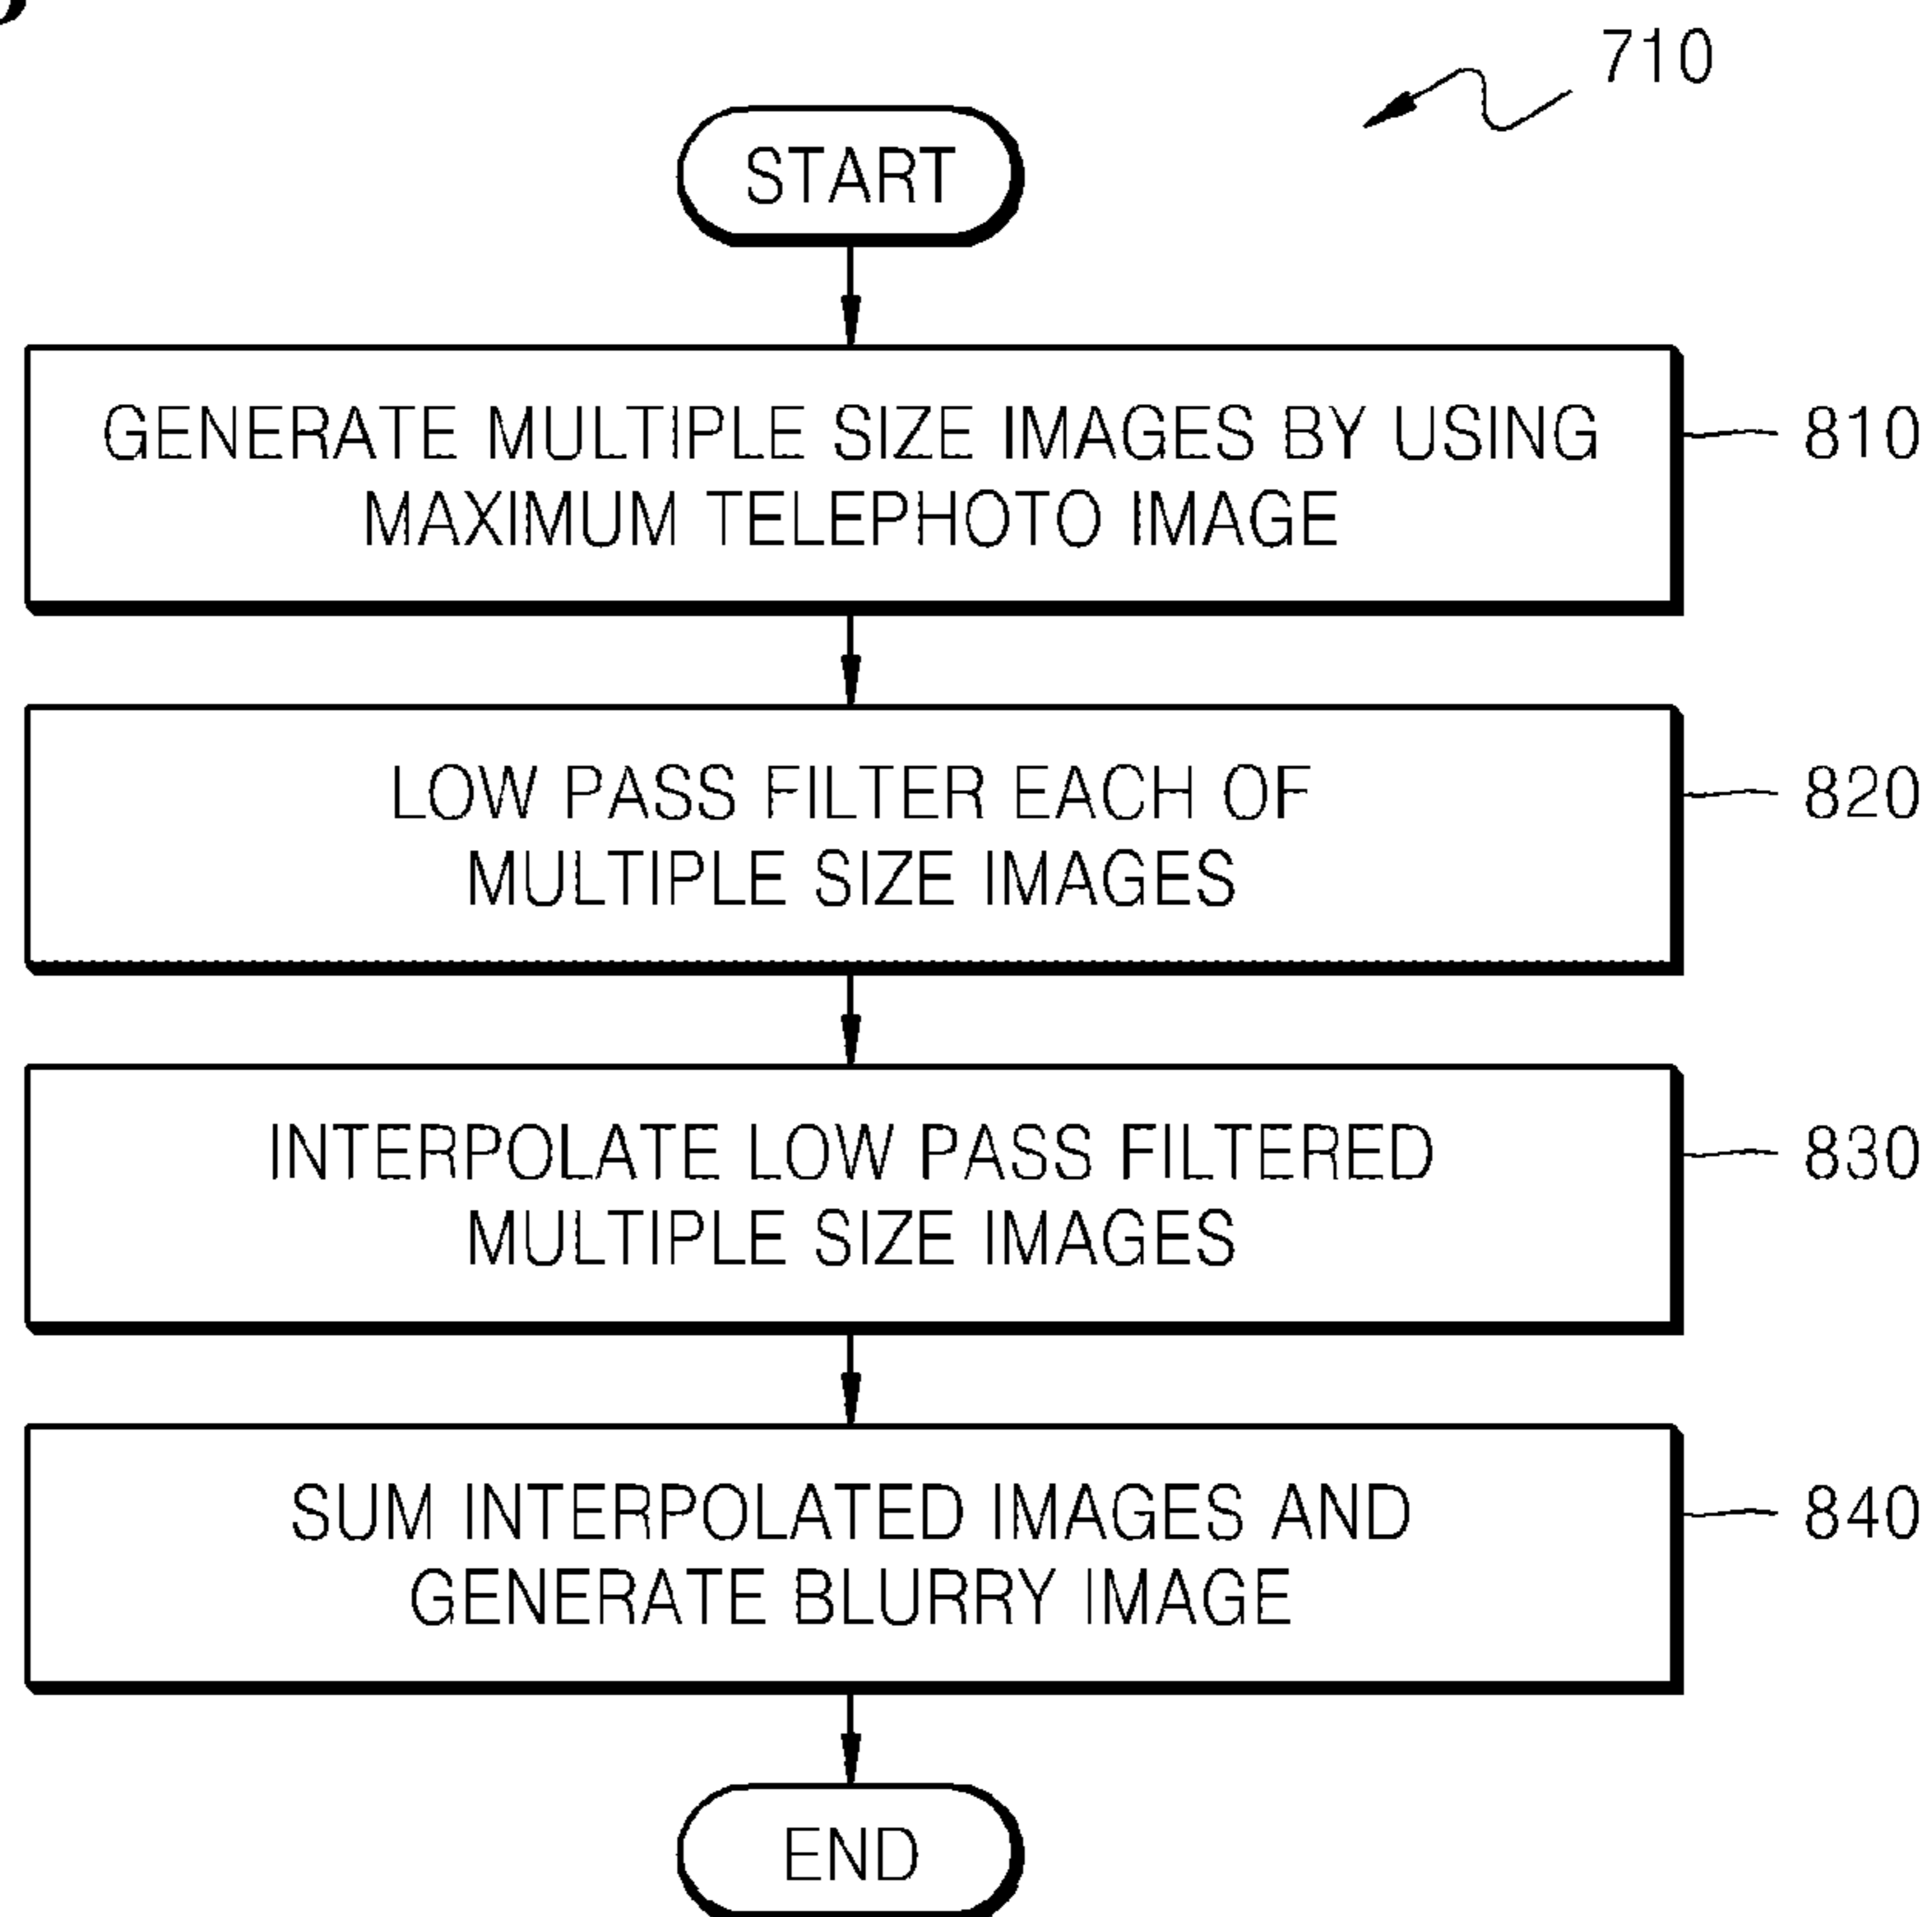 710
START
GENERATE MULTIPLE SIZE IMAGES BY USING
MAXIMUM TELEPHOTO IMAGE
810
LOW PASS FILTER EACH OF
MULTIPLE SIZE IMAGES
820
INTERPOLATE LOW PASS FILTERED
MULTIPLE SIZE IMAGES
830
SUM INTERPOLATED IMAGES AND
GENERATE BLURRY IMAGE
840
END